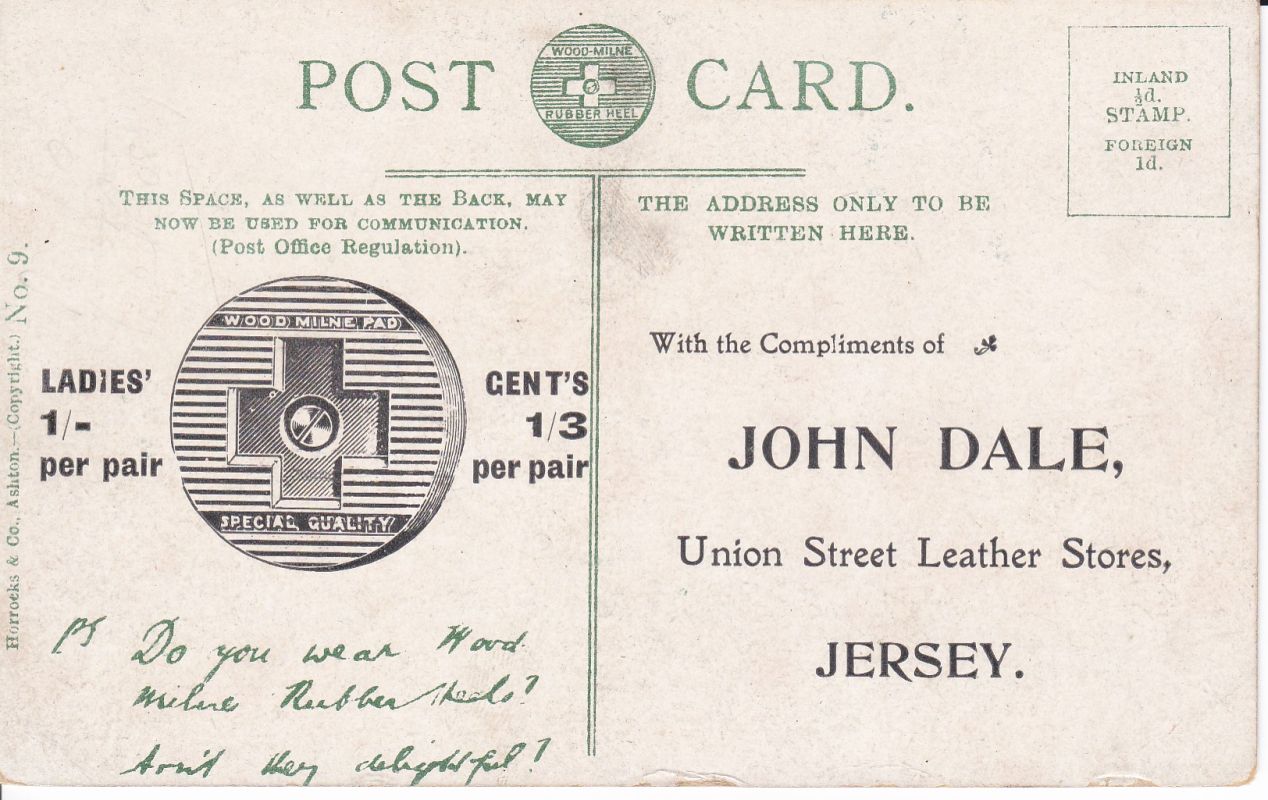 POST CARD.
WOOD-MILNE
RUBBER HEEL
INLAND
½d.
STAMP.
FOREIGN
1d.
THIS SPACE, AS WELL AS THE BACK, MAY
NOW BE USED FOR COMMUNICATION.
(Post Office Regulation).
THE ADDRESS ONLY TO BE
WRITTEN HERE.
Horrocks & Co., Ashton.—(Copyright.) No. 9.
WOOD MILNE PAD
SPECIAL QUALITY
LADIES'
1/-
per pair
GENT'S
1/3
per pair
PS Do you wear Wood
Milne Rubber Heels?
Arn't they delightful!
With the Compliments of
JOHN DALE,
Union Street Leather Stores,
JERSEY.